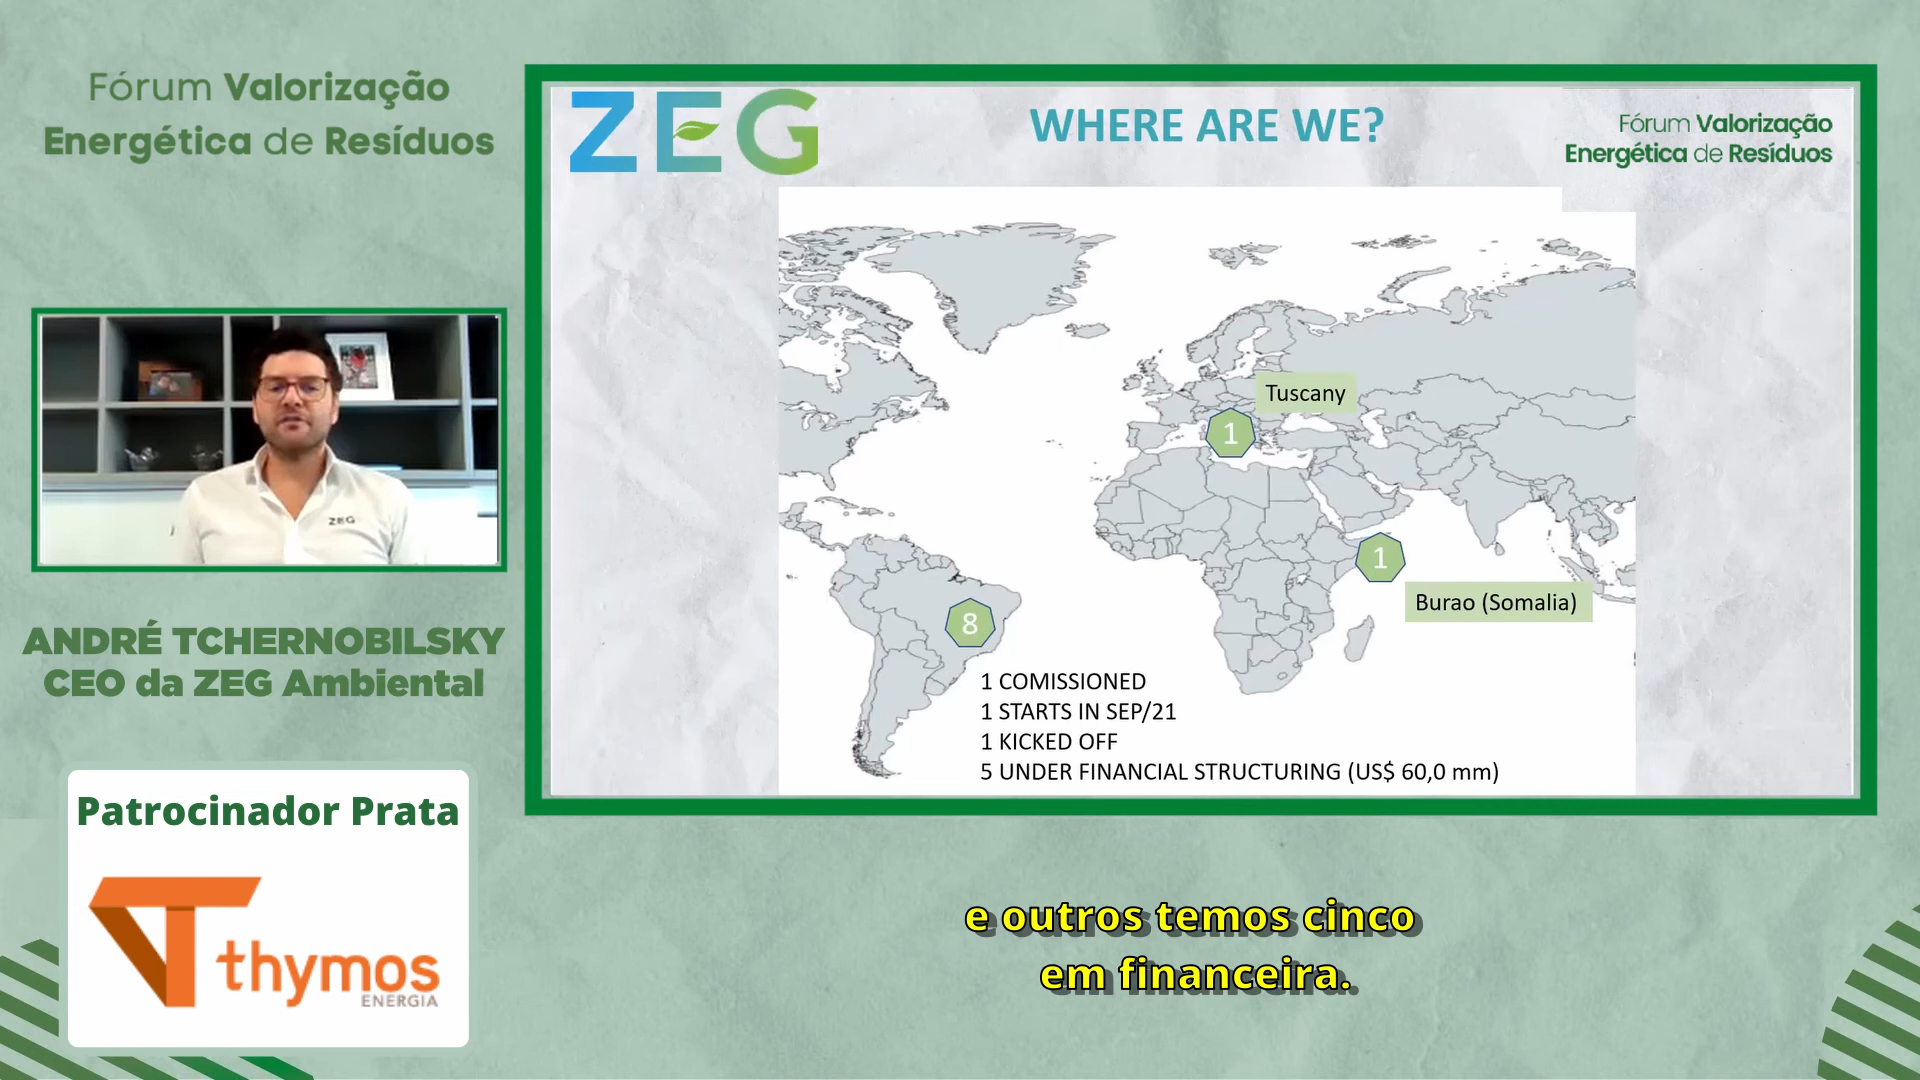 Fórum Valorização
Energética de Resíduos
ZEG
ANDRÉ TCHERNOBILSKY
CEO da ZEG Ambiental
Patrocinador Prata
thymos
ENERGIA
ZEG
WHERE ARE WE?
Fórum Valorização
Energética de Resíduos
Tuscany
1
1
Burao (Somalia)
8
1 COMISSIONED
1 STARTS IN SEP/21
1 KICKED OFF
5 UNDER FINANCIAL STRUCTURING (US$ 60,0 mm)
e outros temos cinco
em financeira.